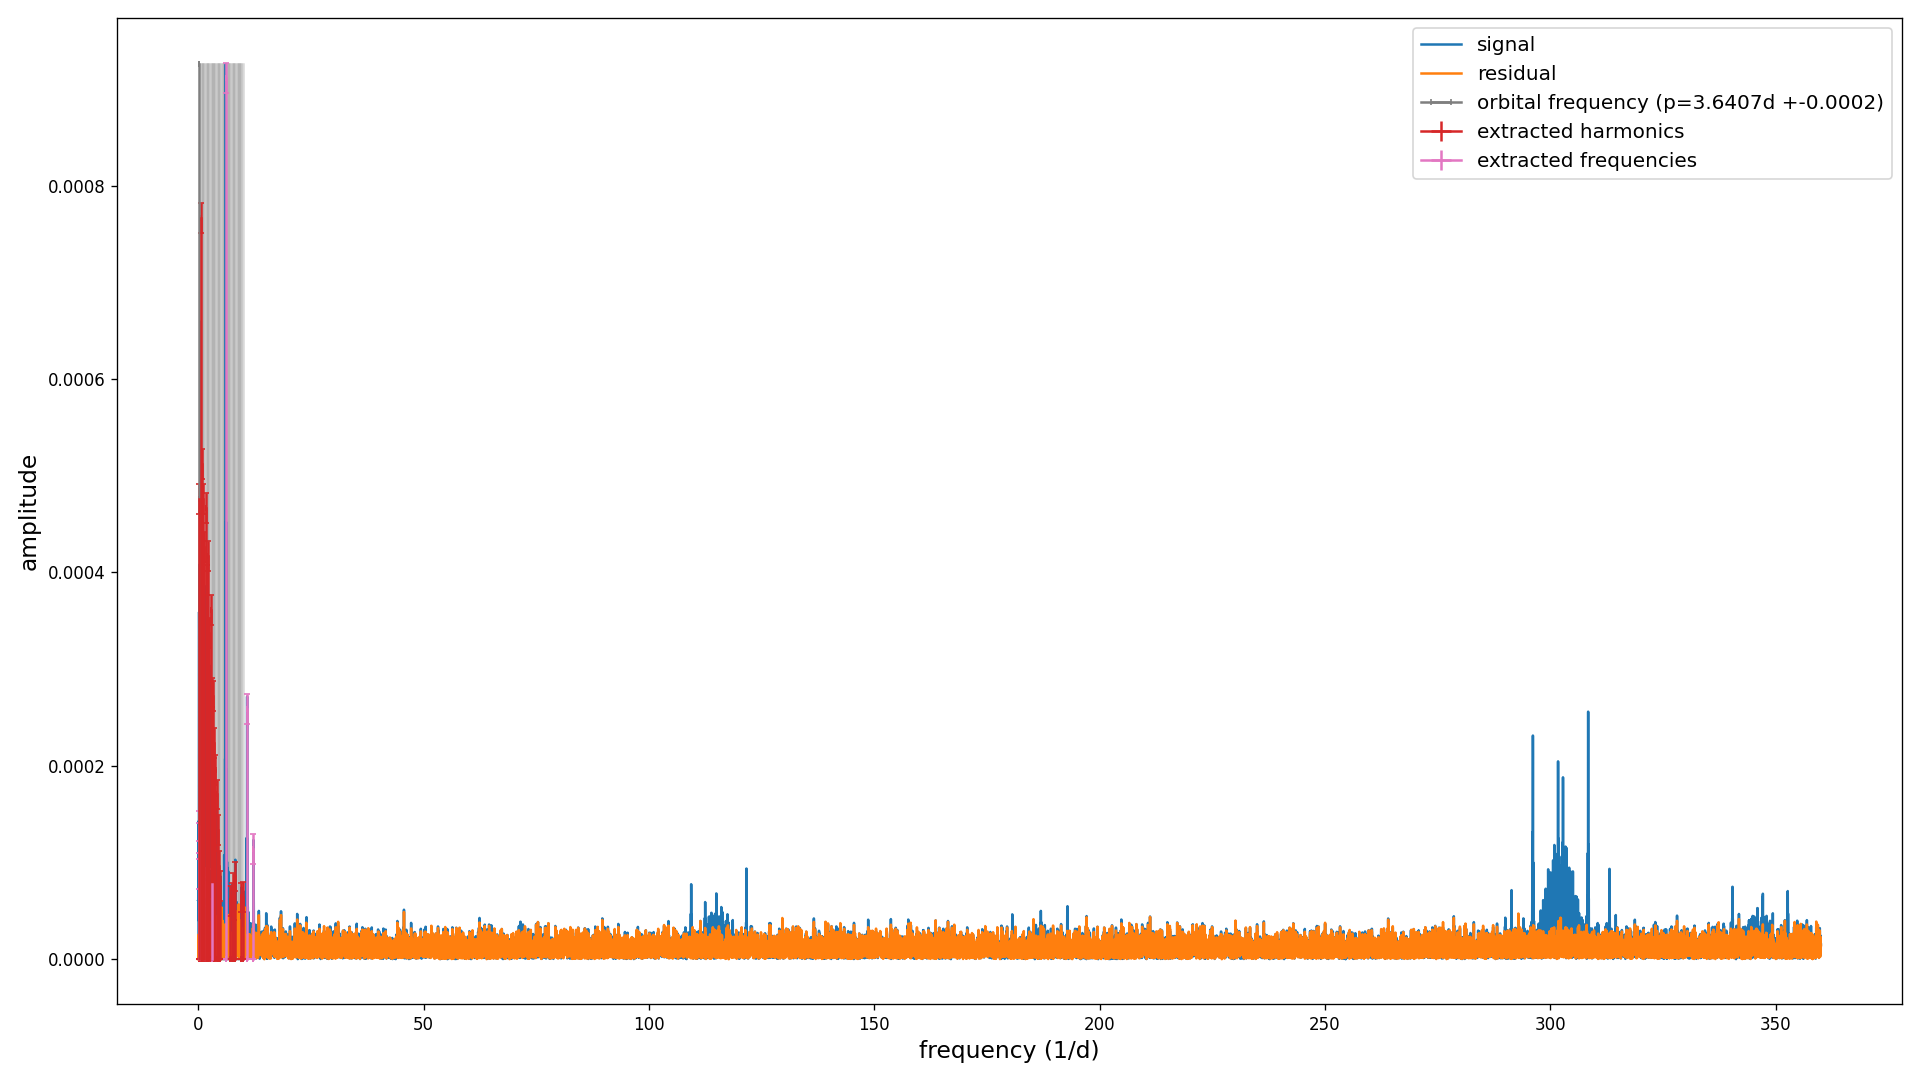 signal
residual
orbital frequency (p=3.6407d +-0.0002)
extracted harmonics
extracted frequencies
amplitude
0.0008
0.0006
0.0004
0.0002
0.0000
0 50 100 150 200 250 300 350
frequency (1/d)